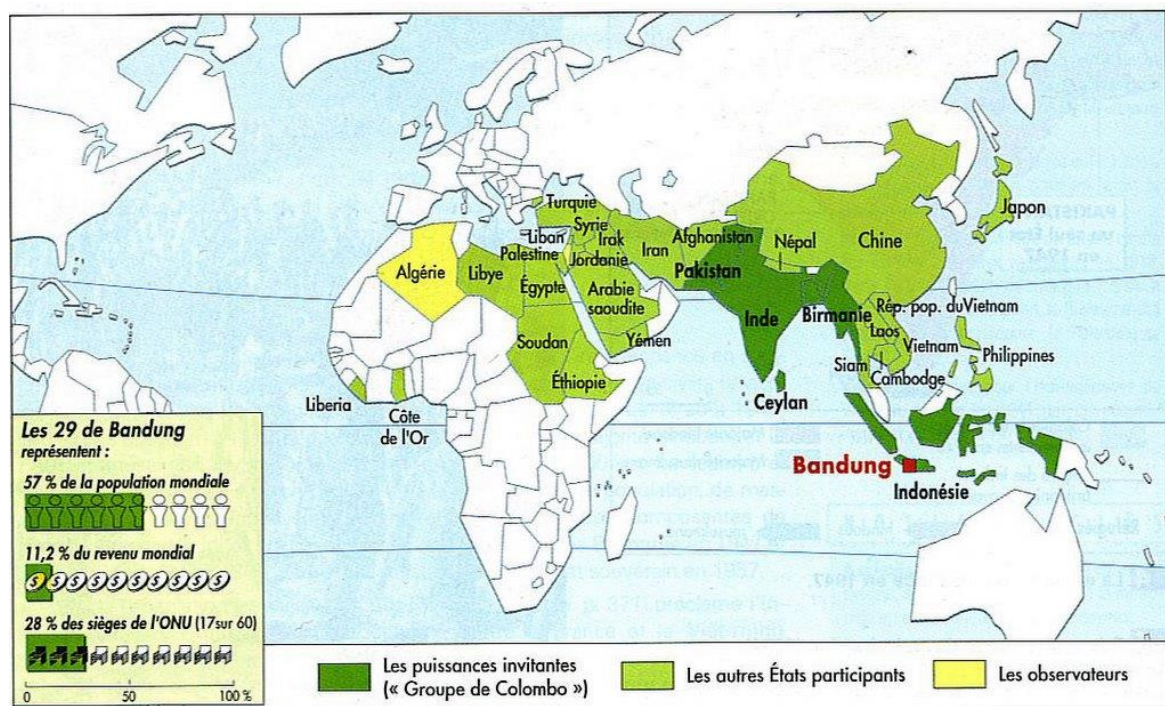 Turquie
Syrie
Liban
Irak
Iran
Afghanistan
Palestine
Jordanie
Algérie
Libye
Égypte
Arabie
saoudite
Pakistan
Népal
Chine
Japon
Inde
Birmanie
Rép. pop. du Vietnam
Laos
Vietnam
Siam
Cambodge
Philippines
Soudan
Yémen
Éthiopie
Liberia
Côte
de l'Or
Ceylan
Bandung
Indonésie
Les 29 de Bandung
représentent :
57 % de la population mondiale
11,2 % du revenu mondial
28 % des sièges de l'ONU (17 sur 60)
0 50 100 %
Les puissances invitantes
(« Groupe de Colombo »)
Les autres États participants
Les observateurs